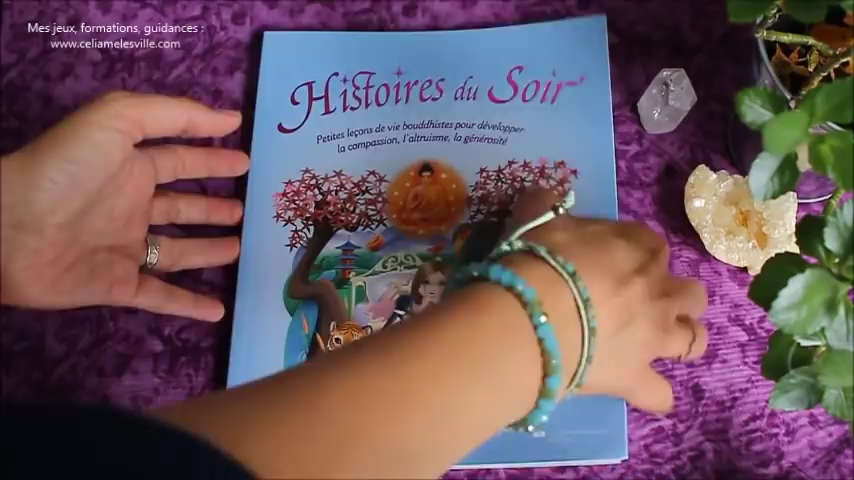 Mes jeux, formations, guidances :
www.celiamelesville.com
Histoires du Soir
Petites leçons de vie bouddhistes pour développer
la compassion, l'altruisme, la générosité